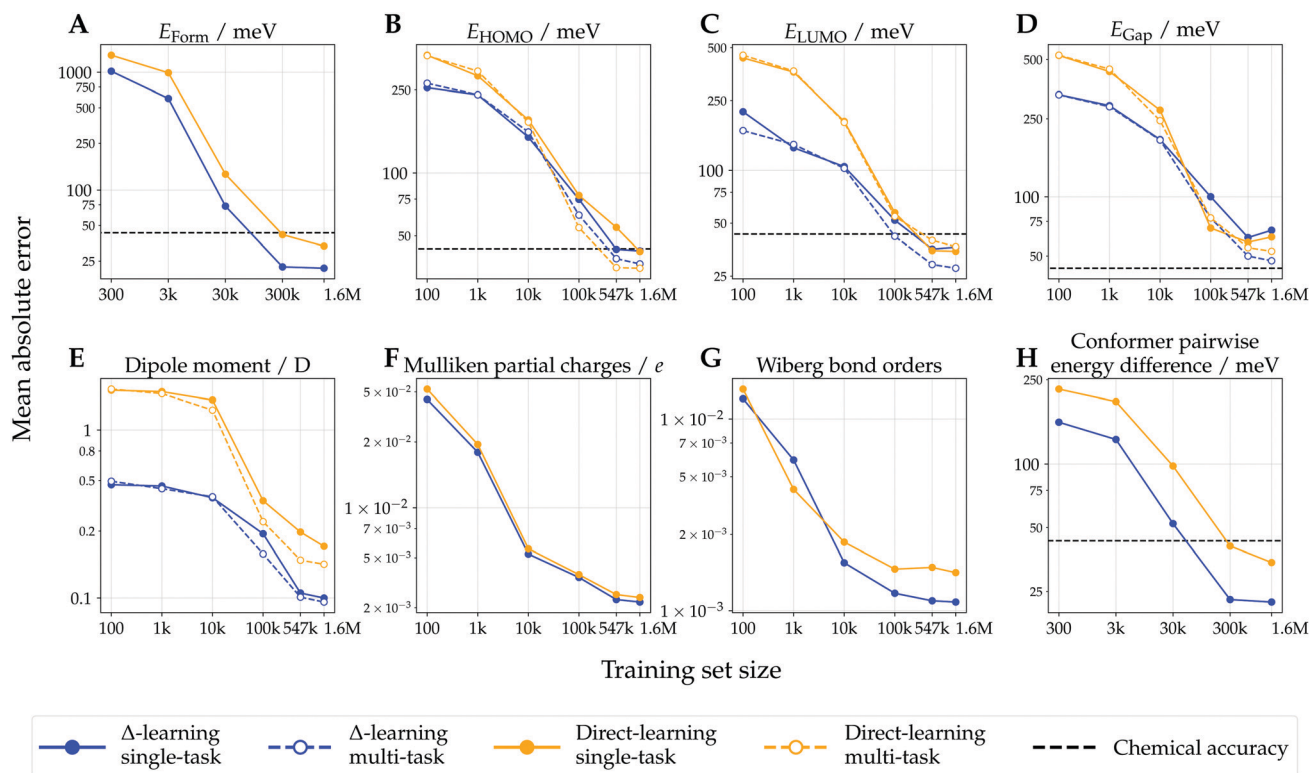 A
E_Form / meV
1000
750
500
250
100
75
50
25
300
3k
30k
300k
1.6M
B
E_HOMO / meV
250
100
75
50
100
1k
10k
100k
547k
1.6M
C
E_LUMO / meV
500
250
100
75
50
25
100
1k
10k
100k
547k
1.6M
D
E_Gap / meV
500
250
100
75
50
100
1k
10k
100k
547k
1.6M
Mean absolute error
E
Dipole moment / D
1
0.8
0.5
0.2
0.1
100
1k
10k
100k
547k
1.6M
F
Mulliken partial charges / e
5 × 10⁻²
2 × 10⁻²
1 × 10⁻²
7 × 10⁻³
5 × 10⁻³
2 × 10⁻³
100
1k
10k
100k
547k
1.6M
G
Wiberg bond orders
1 × 10⁻²
7 × 10⁻³
5 × 10⁻³
2 × 10⁻³
1 × 10⁻³
100
1k
10k
100k
547k
1.6M
H
Conformer pairwise
energy difference / meV
250
100
75
50
25
300
3k
30k
300k
1.6M
Training set size
Δ-learning
single-task
Δ-learning
multi-task
Direct-learning
single-task
Direct-learning
multi-task
Chemical accuracy